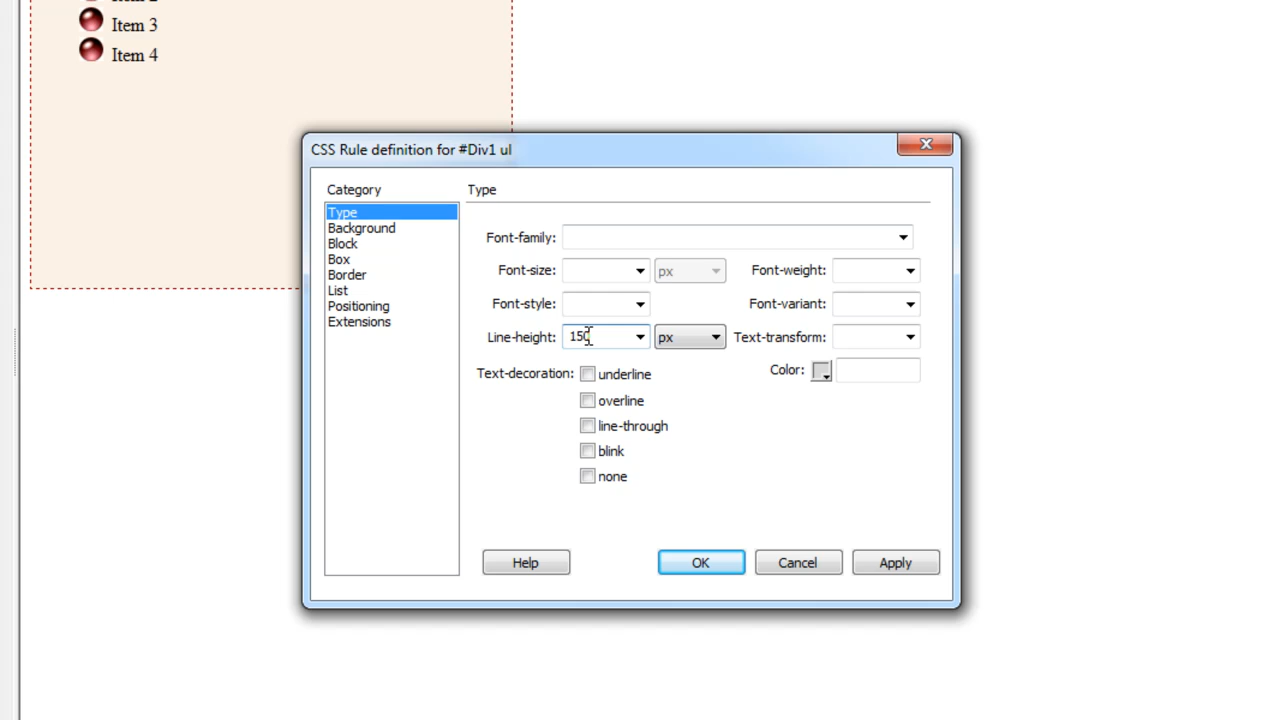 Item 3
Item 4
CSS Rule definition for #Div1 ul
Category
Type
Type
Background
Block
Box
Border
List
Positioning
Extensions
Font-family:
Font-size:
px
Font-weight:
Font-style:
Font-variant:
Line-height:
150
px
Text-transform:
Text-decoration:
underline
Color:
overline
line-through
blink
none
Help
OK
Cancel
Apply